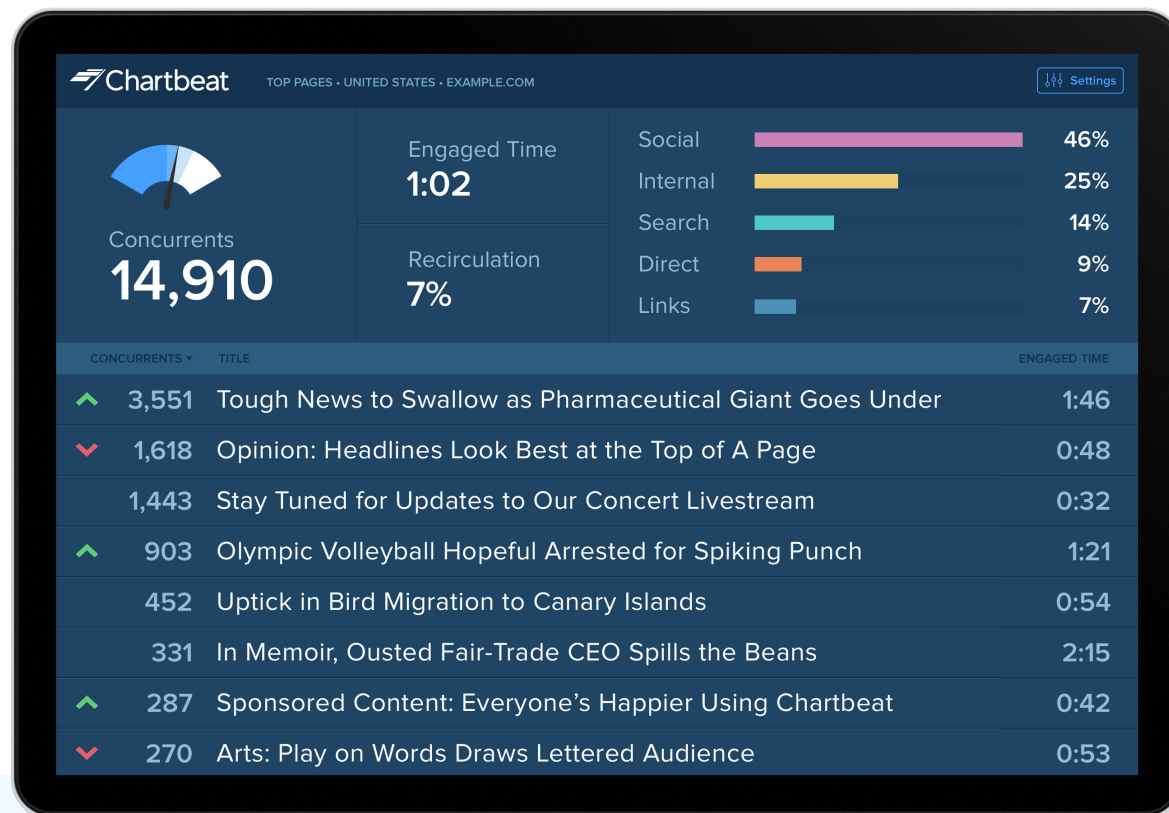 Chartbeat
TOP PAGES • UNITED STATES • EXAMPLE.COM
Settings
Concurrents
14,910
Engaged Time
1:02
Recirculation
7%
Social 46%
Internal 25%
Search 14%
Direct 9%
Links 7%
CONCURRENTS ▾ TITLE ENGAGED TIME
3,551 Tough News to Swallow as Pharmaceutical Giant Goes Under 1:46
1,618 Opinion: Headlines Look Best at the Top of A Page 0:48
1,443 Stay Tuned for Updates to Our Concert Livestream 0:32
903 Olympic Volleyball Hopeful Arrested for Spiking Punch 1:21
452 Uptick in Bird Migration to Canary Islands 0:54
331 In Memoir, Ousted Fair-Trade CEO Spills the Beans 2:15
287 Sponsored Content: Everyone’s Happier Using Chartbeat 0:42
270 Arts: Play on Words Draws Lettered Audience 0:53